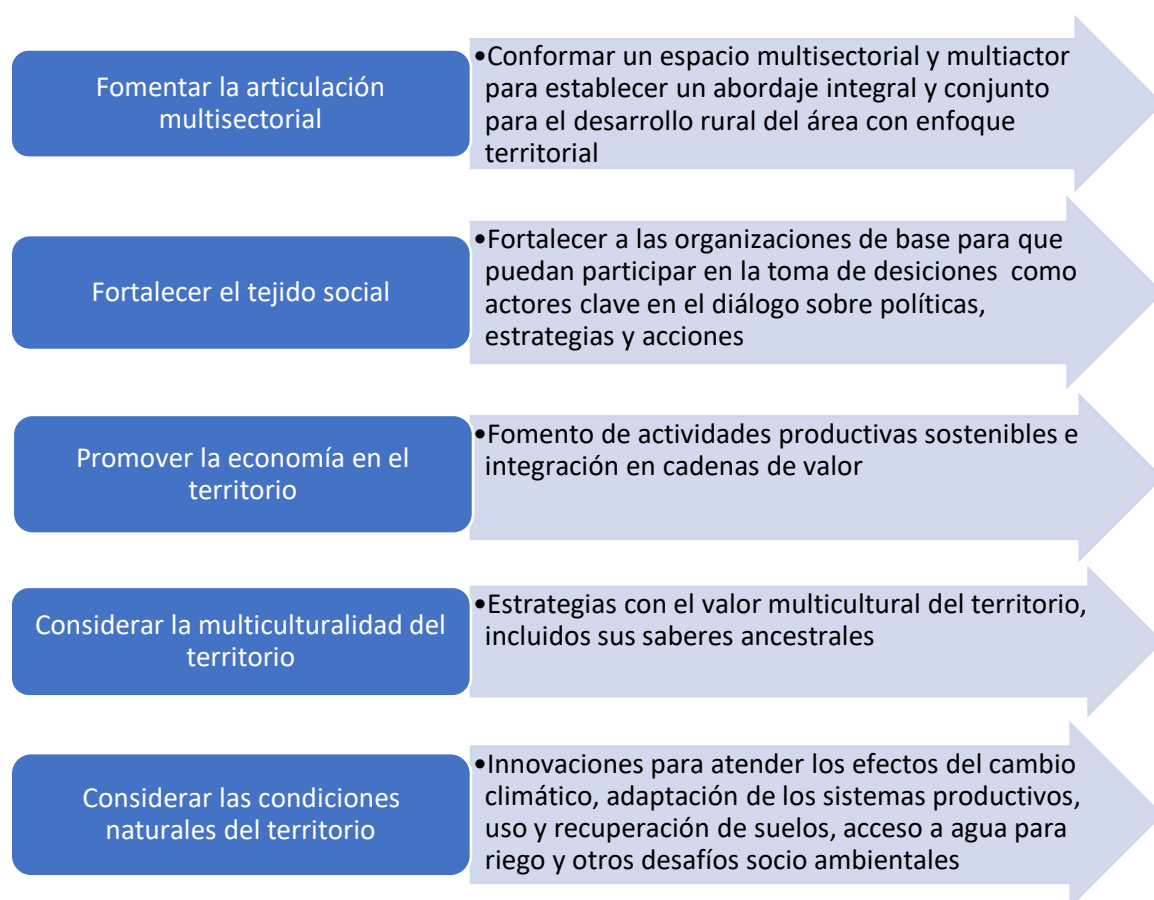 Fomentar la articulación
multisectorial
•Conformar un espacio multisectorial y multiactor
para establecer un abordaje integral y conjunto
para el desarrollo rural del área con enfoque
territorial
Fortalecer el tejido social
•Fortalecer a las organizaciones de base para que
puedan participar en la toma de desiciones  como
actores clave en el diálogo sobre políticas,
estrategias y acciones
Promover la economía en el
territorio
•Fomento de actividades productivas sostenibles e
integración en cadenas de valor
Considerar la multiculturalidad del
territorio
•Estrategias con el valor multicultural del territorio,
incluidos sus saberes ancestrales
Considerar las condiciones
naturales del territorio
•Innovaciones para atender los efectos del cambio
climático, adaptación de los sistemas productivos,
uso y recuperación de suelos, acceso a agua para
riego y otros desafíos socio ambientales